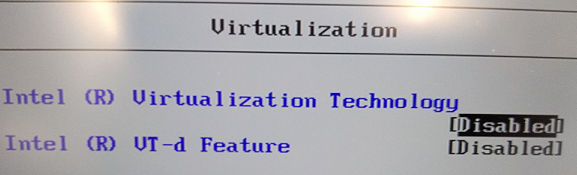 Virtualization
Intel (R) Virtualization Technology
[Disabled]
Intel (R) VT-d Feature
[Disabled]